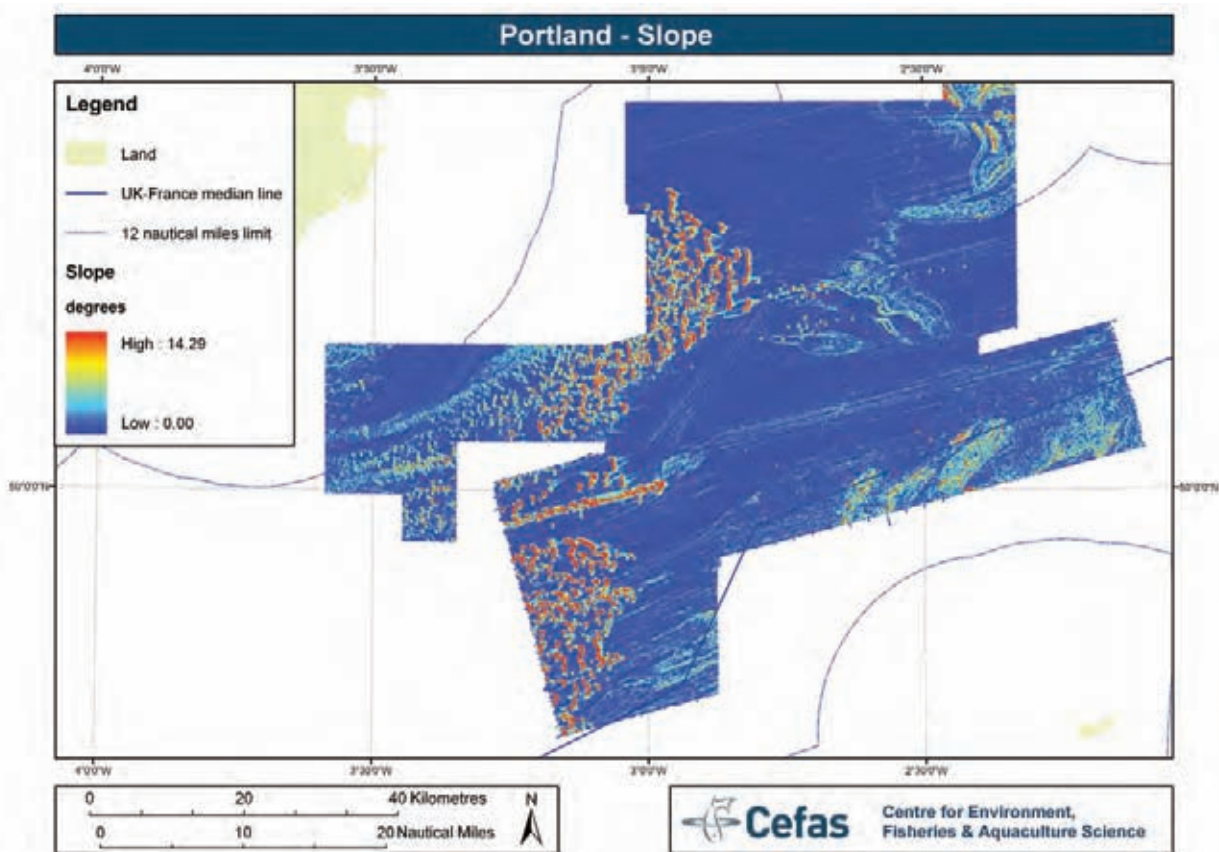 Portland - Slope
4°0'0"W 3°30'0"W 3°0'0"W 2°30'0"W
Legend
Land
UK-France median line
12 nautical miles limit
Slope
degrees
High : 14.29
Low : 0.00
50°0'0"N 50°0'0"N
4°0'0"W 3°30'0"W 3°0'0"W 2°30'0"W
0 20 40 Kilometres
N
0 10 20 Nautical Miles
Cefas
Centre for Environment,
Fisheries & Aquaculture Science